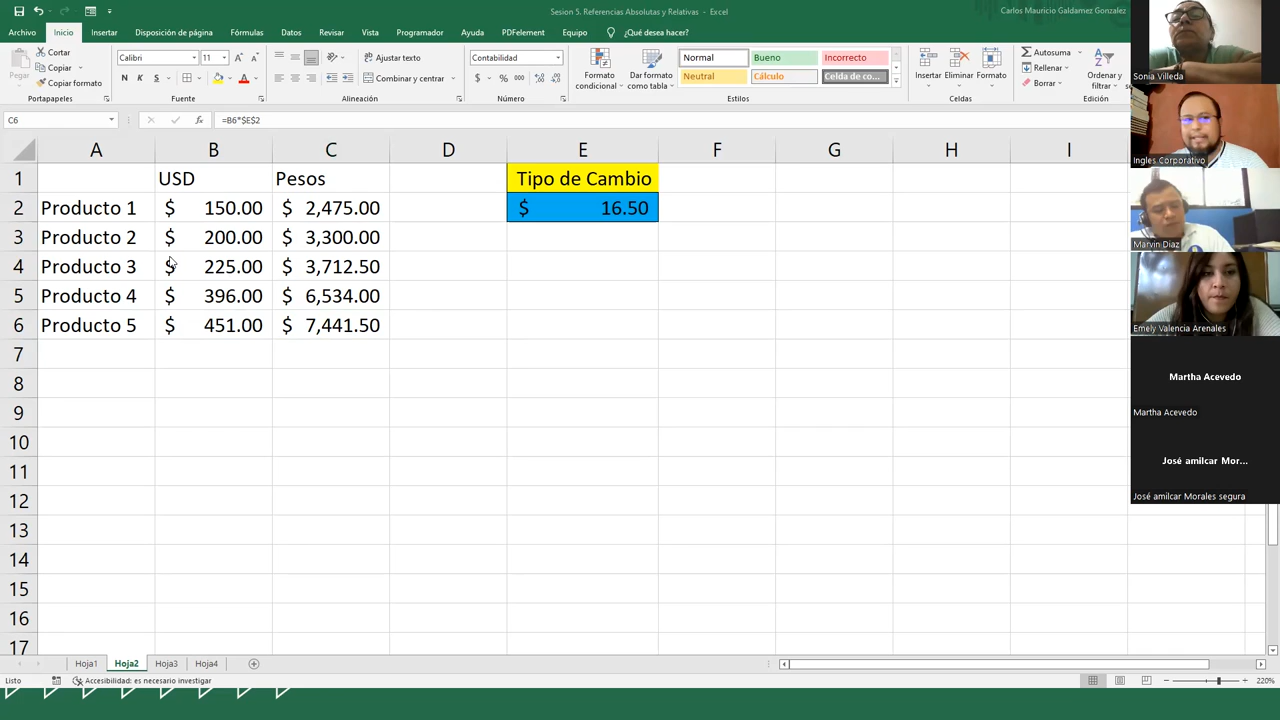 Sesion 5. Referencias Absolutas y Relativas - Excel
Carlos Mauricio Galdamez Gonzalez
Archivo Inicio Insertar Disposición de página Fórmulas Datos Revisar Vista Programador Ayuda PDFelement Equipo ¿Qué desea hacer?
Pegar
Cortar
Copiar
Copiar formato
Portapapeles
Calibri 11
N K S
Fuente
Ajustar texto
Combinar y centrar
Alineación
Contabilidad
$ % 000
Número
Formato condicional
Dar formato como tabla
Normal Bueno Incorrecto
Neutral Cálculo Celda de co...
Estilos
Insertar Eliminar Formato
Celdas
Autosuma
Rellenar
Borrar
Ordenar y
filtrar
Edición
C6 fx =B6*$E$2
A B C D E F G H I
1 USD Pesos Tipo de Cambio
2 Producto 1 $ 150.00 $ 2,475.00 $ 16.50
3 Producto 2 $ 200.00 $ 3,300.00
4 Producto 3 $ 225.00 $ 3,712.50
5 Producto 4 $ 396.00 $ 6,534.00
6 Producto 5 $ 451.00 $ 7,441.50
7
8
9
10
11
12
13
14
15
16
17
Hoja1 Hoja2 Hoja3 Hoja4
Listo Accesibilidad: es necesario investigar
220%
Sonia Villeda
Ingles Corporativo
Marvin Diaz
Emely Valencia Arenales
Martha Acevedo
Martha Acevedo
José amilcar Mor...
José amilcar Morales segura